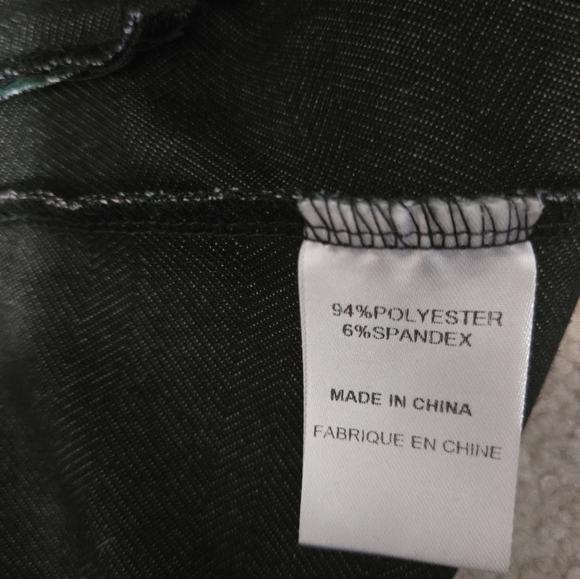 94%POLYESTER
6%SPANDEX
MADE IN CHINA
FABRIQUE EN CHINE